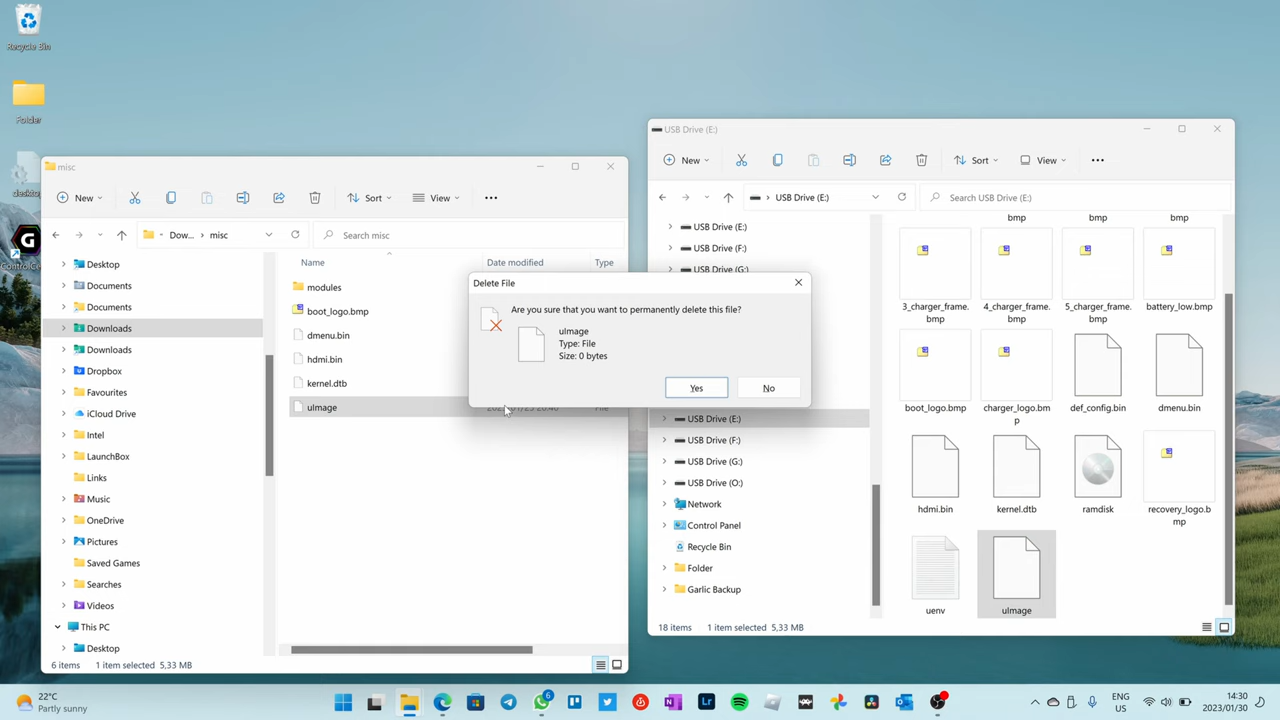 Recycle Bin
Folder
misc
New
Sort
View
Dow...
misc
Search misc
Desktop
Documents
Documents
Downloads
Downloads
Dropbox
Favourites
iCloud Drive
Intel
LaunchBox
Links
Music
OneDrive
Pictures
Saved Games
Searches
Videos
This PC
Desktop
Name
Date modified
Type
modules
boot_logo.bmp
dmenu.bin
hdmi.bin
kernel.dtb
uImage
6 items
1 item selected 5,33 MB
Delete File
Are you sure that you want to permanently delete this file?
uImage
Type: File
Size: 0 bytes
Yes
No
USB Drive (E:)
New
Sort
View
USB Drive (E:)
Search USB Drive (E:)
USB Drive (E:)
USB Drive (F:)
USB Drive (G:)
USB Drive (E:)
USB Drive (F:)
USB Drive (G:)
USB Drive (O:)
Network
Control Panel
Recycle Bin
Folder
Garlic Backup
bmp
bmp
bmp
3_charger_frame.
bmp
4_charger_frame.
bmp
5_charger_frame.
bmp
battery_low.bmp
boot_logo.bmp
charger_logo.bm
p
def_config.bin
dmenu.bin
hdmi.bin
kernel.dtb
ramdisk
recovery_logo.b
mp
uenv
uImage
18 items
1 item selected 5,33 MB
22°C
Partly sunny
6
ENG
US
14:30
2023/01/30